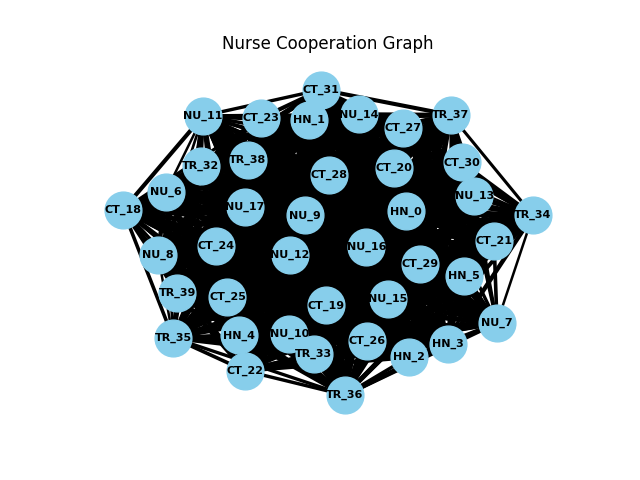 Nurse Cooperation Graph
CT_31
NU_11
CT_23
HN_1
NU_14
CT_27
TR_37
TR_32
TR_38
CT_28
CT_20
CT_30
NU_6
NU_17
NU_9
HN_0
NU_13
CT_18
TR_34
NU_8
CT_24
NU_12
NU_16
CT_21
CT_29
HN_5
TR_39
CT_25
CT_19
NU_15
NU_7
TR_35
HN_4
NU_10
TR_33
CT_26
HN_2
HN_3
CT_22
TR_36